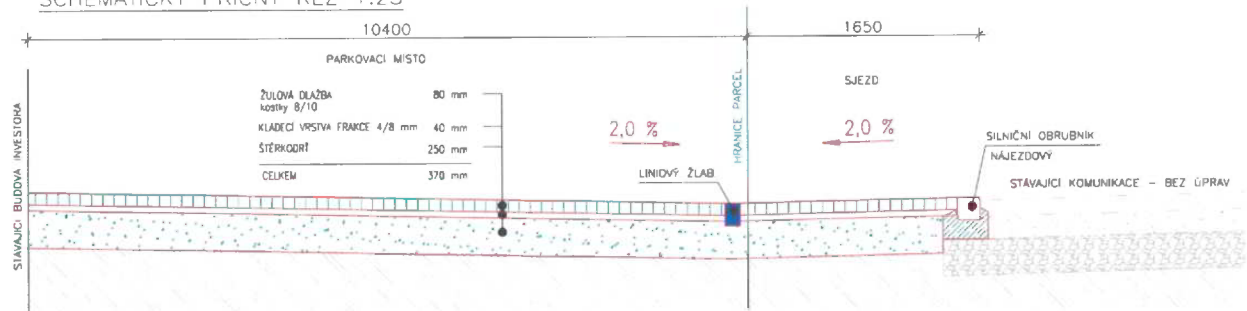 SCHEMATICKÝ PŘÍČNÝ ŘEZ 1:25
10400
1650
PARKOVACÍ MÍSTO
SJEZD
STÁVAJÍCÍ BUDOVA INVESTORA
ŽULOVÁ DLAŽBA 80 mm
kostky 8/10
KLADECÍ VRSTVA FRAKCE 4/8 mm 40 mm
ŠTĚRKODRŤ 250 mm
CELKEM 370 mm
2,0 %
HRANICE PARCEL
2,0 %
LINIOVÝ ŽLAB
SILNIČNÍ OBRUBNÍK
NÁJEZDOVÝ
STÁVAJÍCÍ KOMUNIKACE - BEZ ÚPRAV